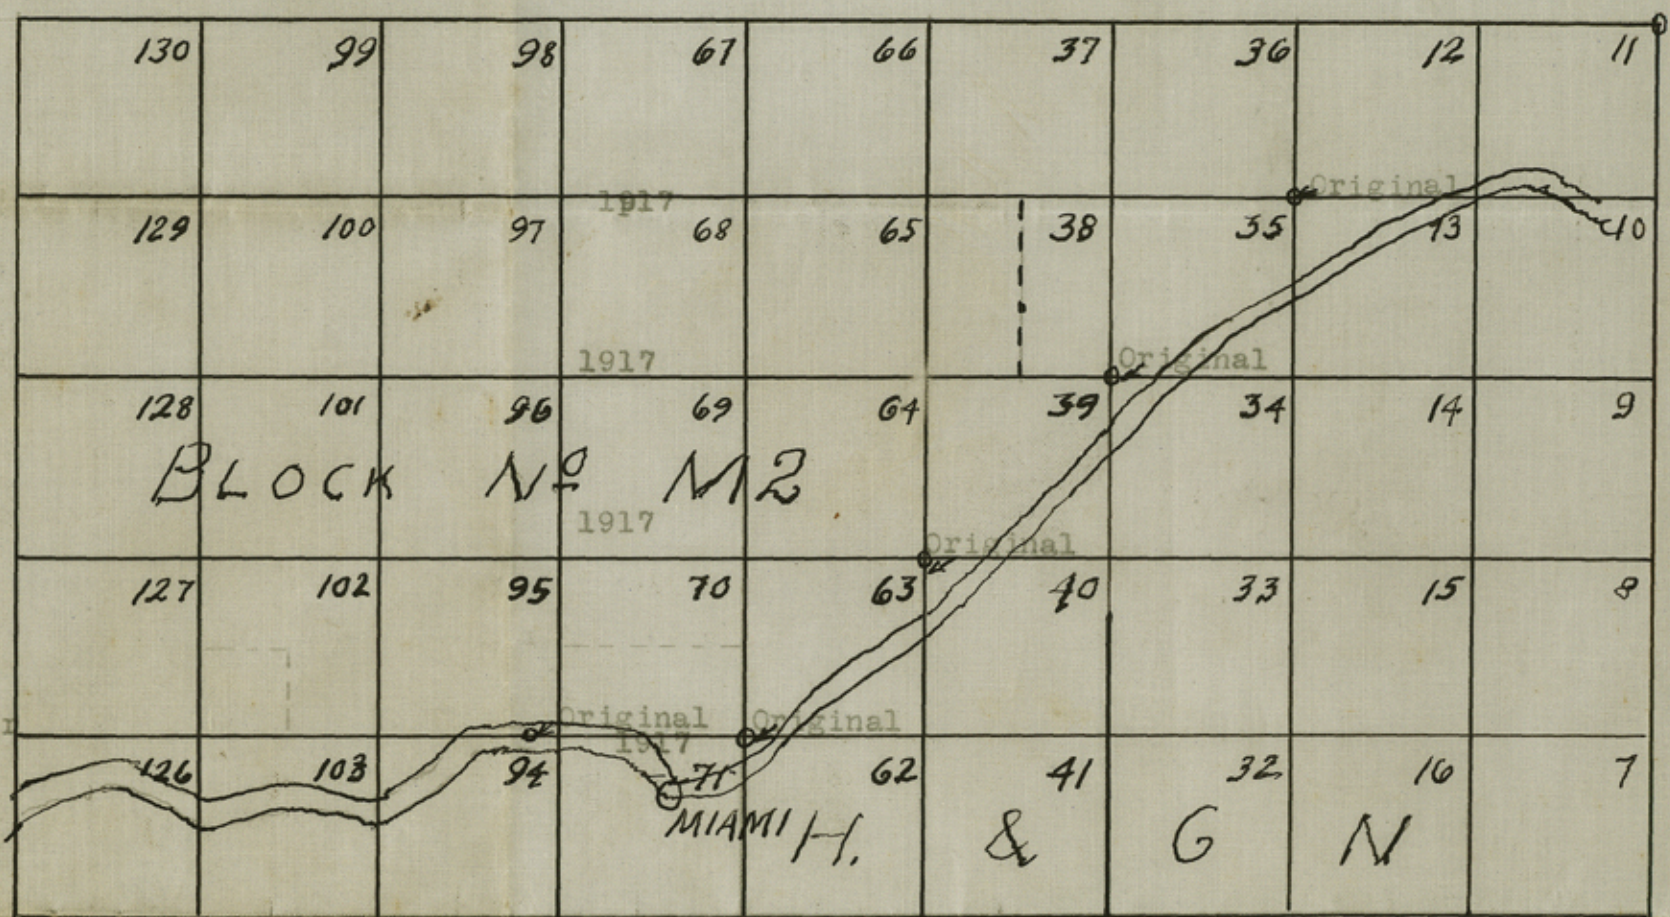 130 99 98 67 66 37 36 12 11
1917 Original
129 100 97 68 65 38 35 13 10
1917 Original
128 101 96 69 64 39 34 14 9
BLOCK Nº M2
1917
Original
127 102 95 70 63 40 33 15 8
Original Original
1917
126 103 94 71 62 41 32 16 7
MIAMI H. & G N